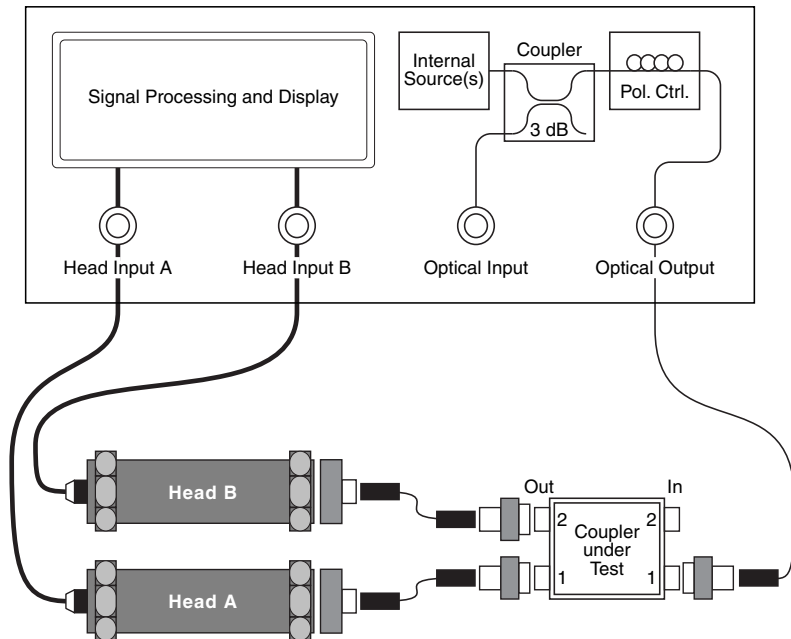 Signal Processing and Display
Internal
Source(s)
Coupler
3 dB
Pol. Ctrl.
Head Input A
Head Input B
Optical Input
Optical Output
Head B
Head A
Out
In
2
2
Coupler
under
Test
1
1